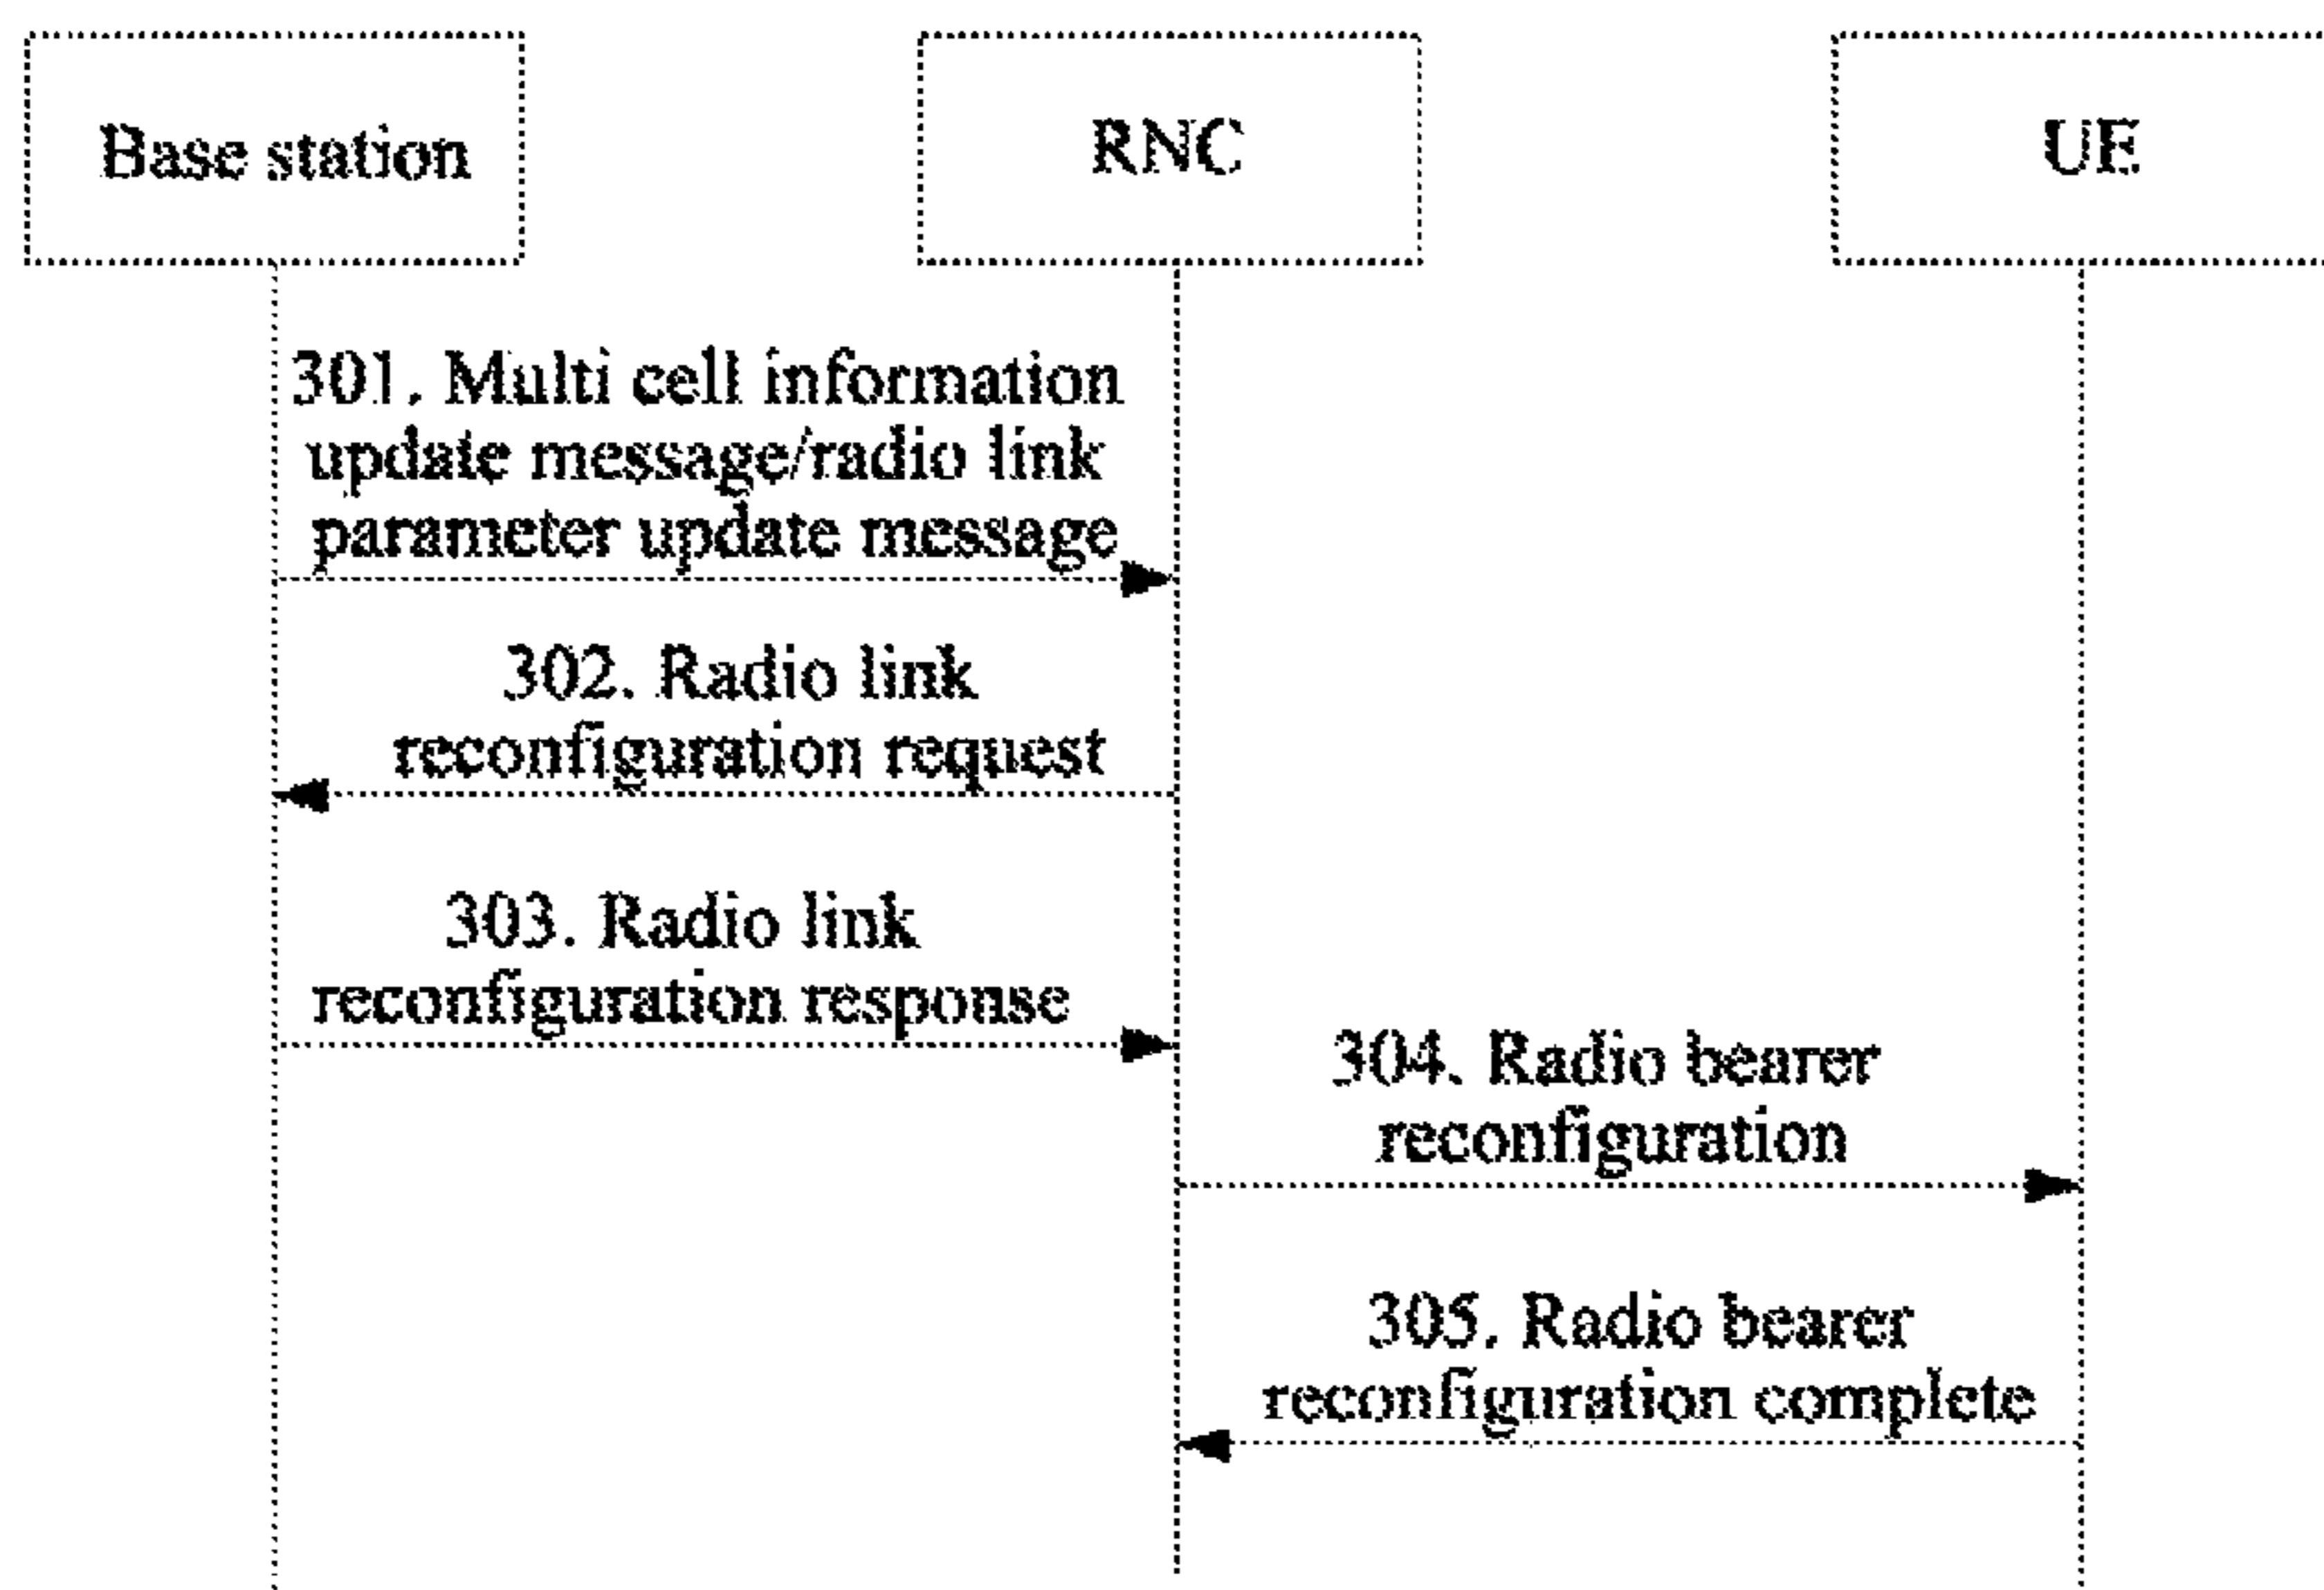 Base station
RNC
UE
301. Multi cell information
update message/radio link
parameter update message
302. Radio link
reconfiguration request
303. Radio link
reconfiguration response
304. Radio bearer
reconfiguration
305. Radio bearer
reconfiguration complete